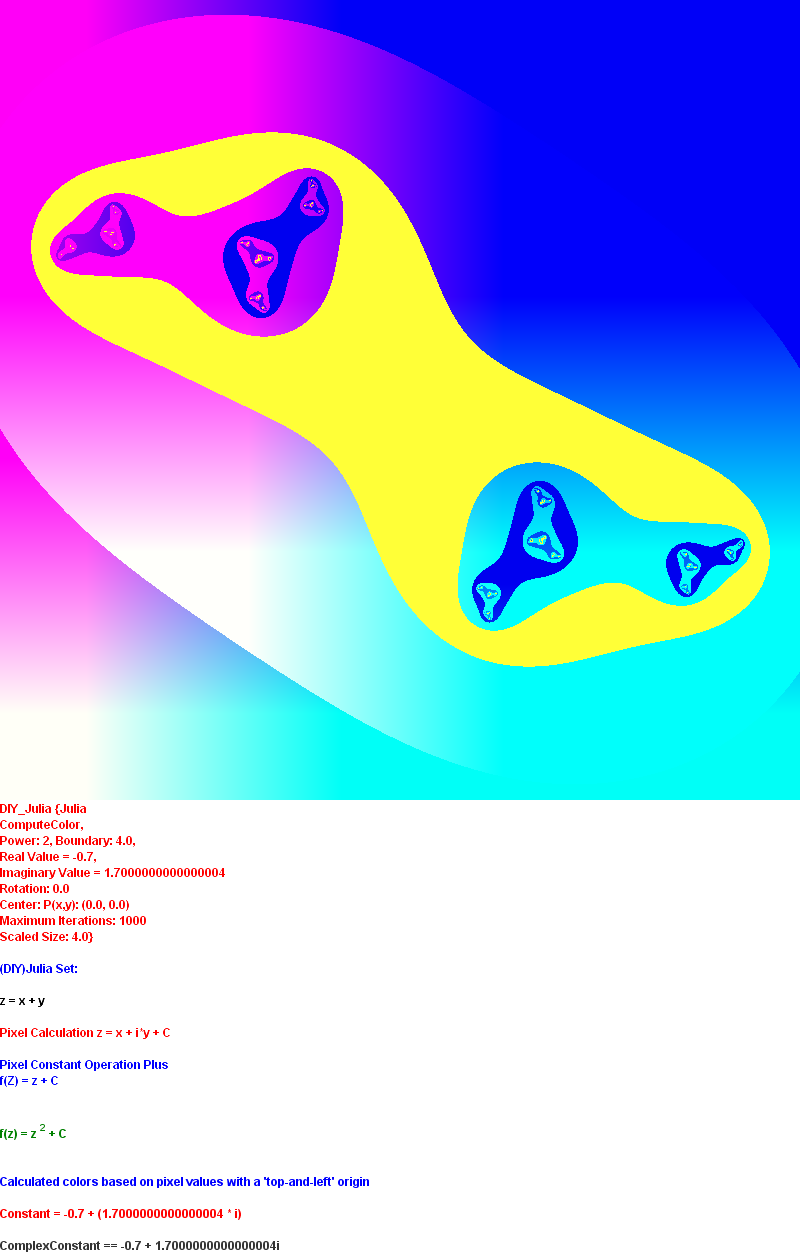 DIY_Julia {Julia
ComputeColor,
Power: 2, Boundary: 4.0,
Real Value = -0.7,
Imaginary Value = 1.7000000000000004
Rotation: 0.0
Center: P(x,y): (0.0, 0.0)
Maximum Iterations: 1000
Scaled Size: 4.0}
(DIY)Julia Set:
z = x + y
Pixel Calculation z = x + i*y + C
Pixel Constant Operation Plus
f(Z) = z + C
f(z) = z 2 + C
Calculated colors based on pixel values with a 'top-and-left' origin
Constant = -0.7 + (1.7000000000000004 * i)
ComplexConstant == -0.7 + 1.7000000000000004i